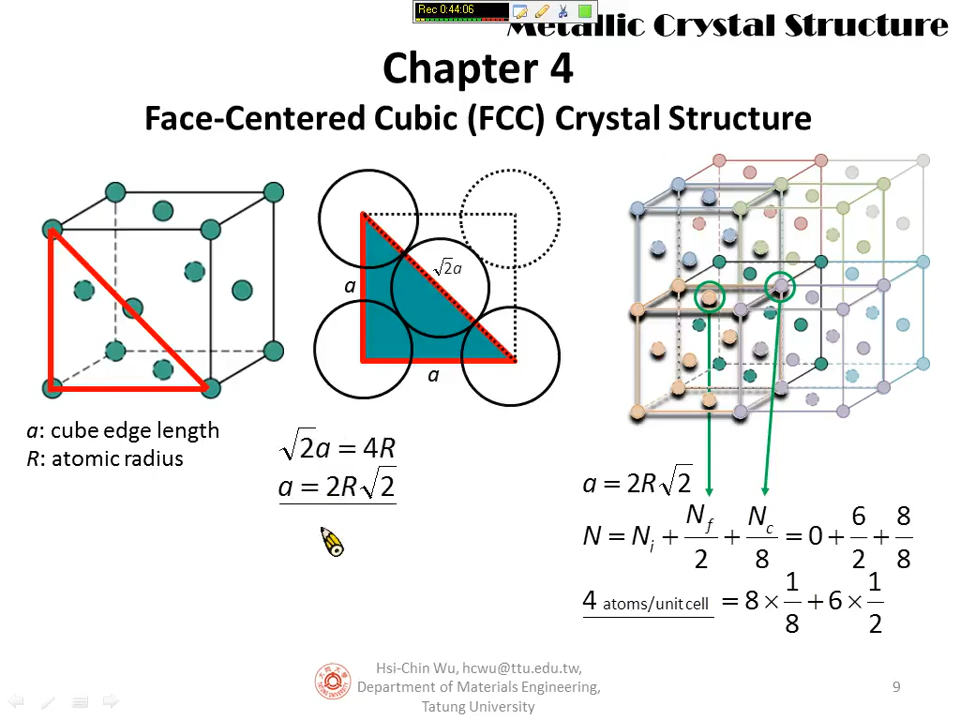 Rec 0:44:06
Metallic Crystal Structure
Chapter 4
Face-Centered Cubic (FCC) Crystal Structure
a
√2a
a
a: cube edge length
R: atomic radius
√2a = 4R
a = 2R√2
a = 2R√2
N = Ni + Nf/2 + Nc/8 = 0 + 6/2 + 8/8
4 atoms/unit cell = 8 × 1/8 + 6 × 1/2
Hsi-Chin Wu, hcwu@ttu.edu.tw,
Department of Materials Engineering,
Tatung University
9